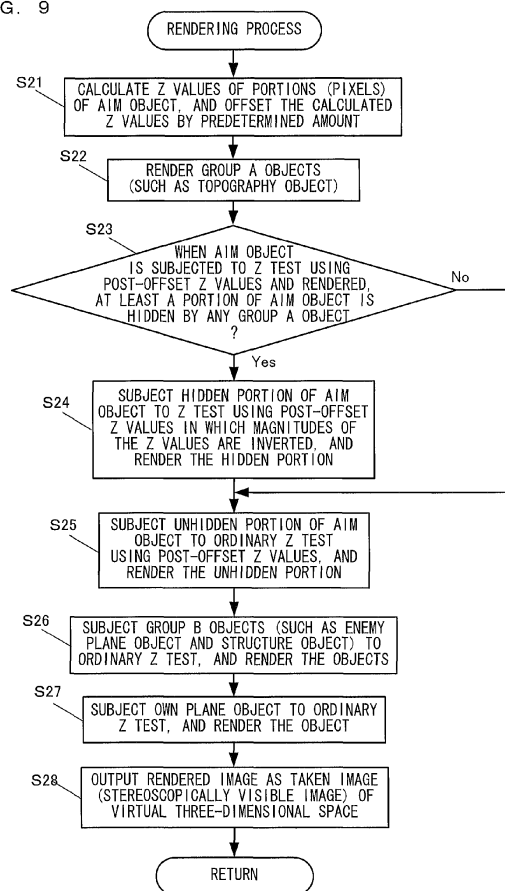 G. 9
RENDERING PROCESS
S21
CALCULATE Z VALUES OF PORTIONS (PIXELS)
OF AIM OBJECT, AND OFFSET THE CALCULATED
Z VALUES BY PREDETERMINED AMOUNT
S22
RENDER GROUP A OBJECTS
(SUCH AS TOPOGRAPHY OBJECT)
S23
WHEN AIM OBJECT
IS SUBJECTED TO Z TEST USING
POST-OFFSET Z VALUES AND RENDERED,
AT LEAST A PORTION OF AIM OBJECT IS
HIDDEN BY ANY GROUP A OBJECT
?
No
Yes
S24
SUBJECT HIDDEN PORTION OF AIM
OBJECT TO Z TEST USING POST-OFFSET
Z VALUES IN WHICH MAGNITUDES OF
THE Z VALUES ARE INVERTED, AND
RENDER THE HIDDEN PORTION
S25
SUBJECT UNHIDDEN PORTION OF AIM
OBJECT TO ORDINARY Z TEST
USING POST-OFFSET Z VALUES, AND
RENDER THE UNHIDDEN PORTION
S26
SUBJECT GROUP B OBJECTS (SUCH AS ENEMY
PLANE OBJECT AND STRUCTURE OBJECT) TO
ORDINARY Z TEST, AND RENDER THE OBJECTS
S27
SUBJECT OWN PLANE OBJECT TO ORDINARY
Z TEST, AND RENDER THE OBJECT
S28
OUTPUT RENDERED IMAGE AS TAKEN IMAGE
(STEREOSCOPICALLY VISIBLE IMAGE) OF
VIRTUAL THREE-DIMENSIONAL SPACE
RETURN